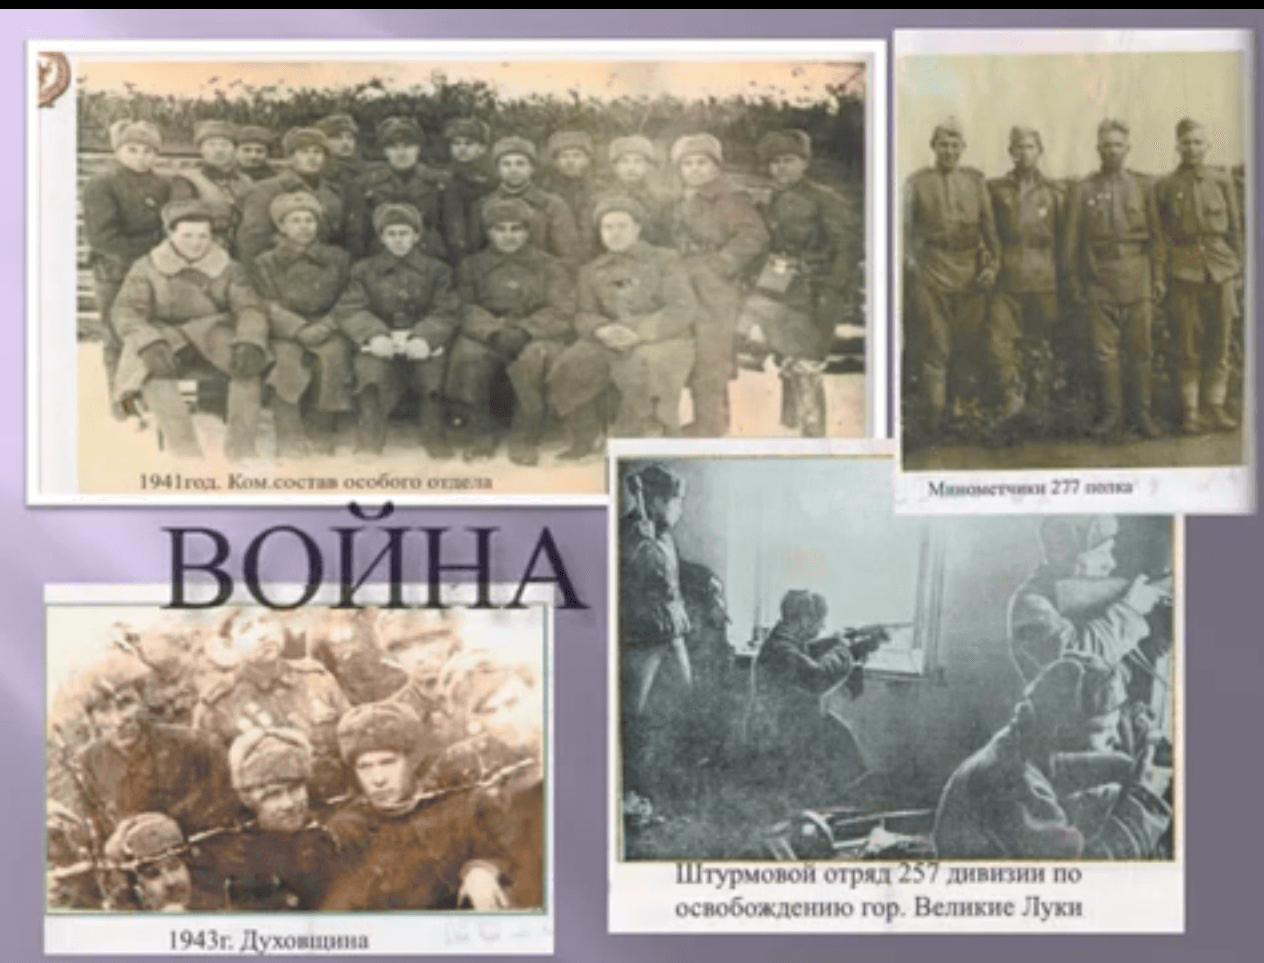 1941год. Ком.состав особого отдела
Минометчики 277 полка
ВОЙНА
Штурмовой отряд 257 дивизии по
освобождению гор. Великие Луки
1943г. Духовщина